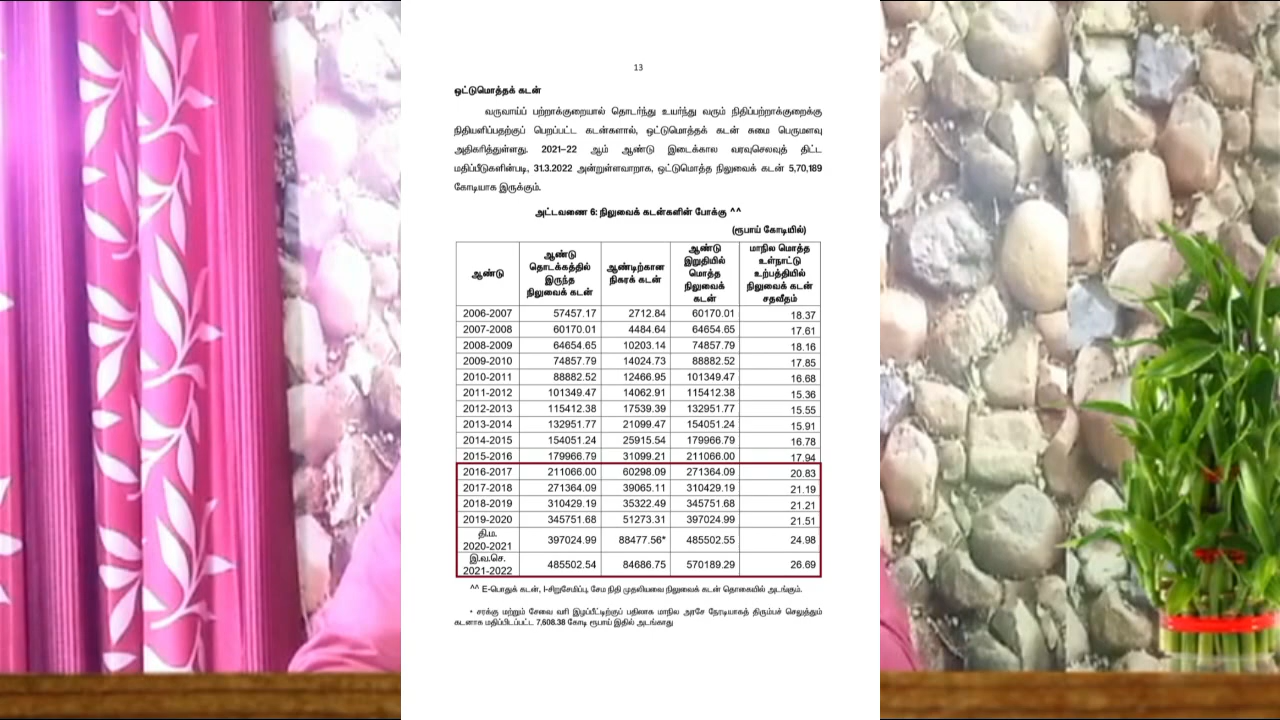 13
ஒட்டுமொத்தக் கடன்
வருவாய்ப் பற்றாக்குறையால் தொடர்ந்து உயர்ந்து வரும் நிதிப்பற்றாக்குறைக்கு
நிதியளிப்பதற்குப் பெறப்பட்ட கடன்களால், ஒட்டுமொத்தக் கடன் சுமை பெருமளவு
அதிகரித்துள்ளது. 2021–22 ஆம் ஆண்டு இடைக்கால வரவுசெலவுத் திட்ட
மதிப்பீடுகளின்படி, 31.3.2022 அன்றுள்ளவாறாக, ஒட்டுமொத்த நிலுவைக் கடன் 5,70,189
கோடியாக இருக்கும்.
அட்டவணை 6: நிலுவைக் கடன்களின் போக்கு ^^
(ரூபாய் கோடியில்)
ஆண்டு
ஆண்டு
தொடக்கத்தில்
இருந்த
நிலுவைக் கடன்
ஆண்டிற்கான
நிகரக் கடன்
ஆண்டு
இறுதியில்
மொத்த
நிலுவைக்
கடன்
மாநில மொத்த
உள்நாட்டு
உற்பத்தியில்
நிலுவைக் கடன்
சதவீதம்
2006-2007 57457.17 2712.84 60170.01 18.37
2007-2008 60170.01 4484.64 64654.65 17.61
2008-2009 64654.65 10203.14 74857.79 18.16
2009-2010 74857.79 14024.73 88882.52 17.85
2010-2011 88882.52 12466.95 101349.47 16.68
2011-2012 101349.47 14062.91 115412.38 15.36
2012-2013 115412.38 17539.39 132951.77 15.55
2013-2014 132951.77 21099.47 154051.24 15.91
2014-2015 154051.24 25915.54 179966.79 16.78
2015-2016 179966.79 31099.21 211066.00 17.94
2016-2017 211066.00 60298.09 271364.09 20.83
2017-2018 271364.09 39065.11 310429.19 21.19
2018-2019 310429.19 35322.49 345751.68 21.21
2019-2020 345751.68 51273.31 397024.99 21.51
தி.ம.
2020-2021 397024.99 88477.56* 485502.55 24.98
இ.வ.செ.
2021-2022 485502.54 84686.75 570189.29 26.69
^^ E-பொதுக் கடன், I-சிறுசேமிப்பு, சேம நிதி முதலியவை நிலுவைக் கடன் தொகையில் அடங்கும்.
* சரக்கு மற்றும் சேவை வரி இழப்பீட்டிற்குப் பதிலாக மாநில அரசே நேரடியாகத் திரும்பச் செலுத்தும்
கடனாக மதிப்பிடப்பட்ட 7,608.38 கோடி ரூபாய் இதில் அடங்காது